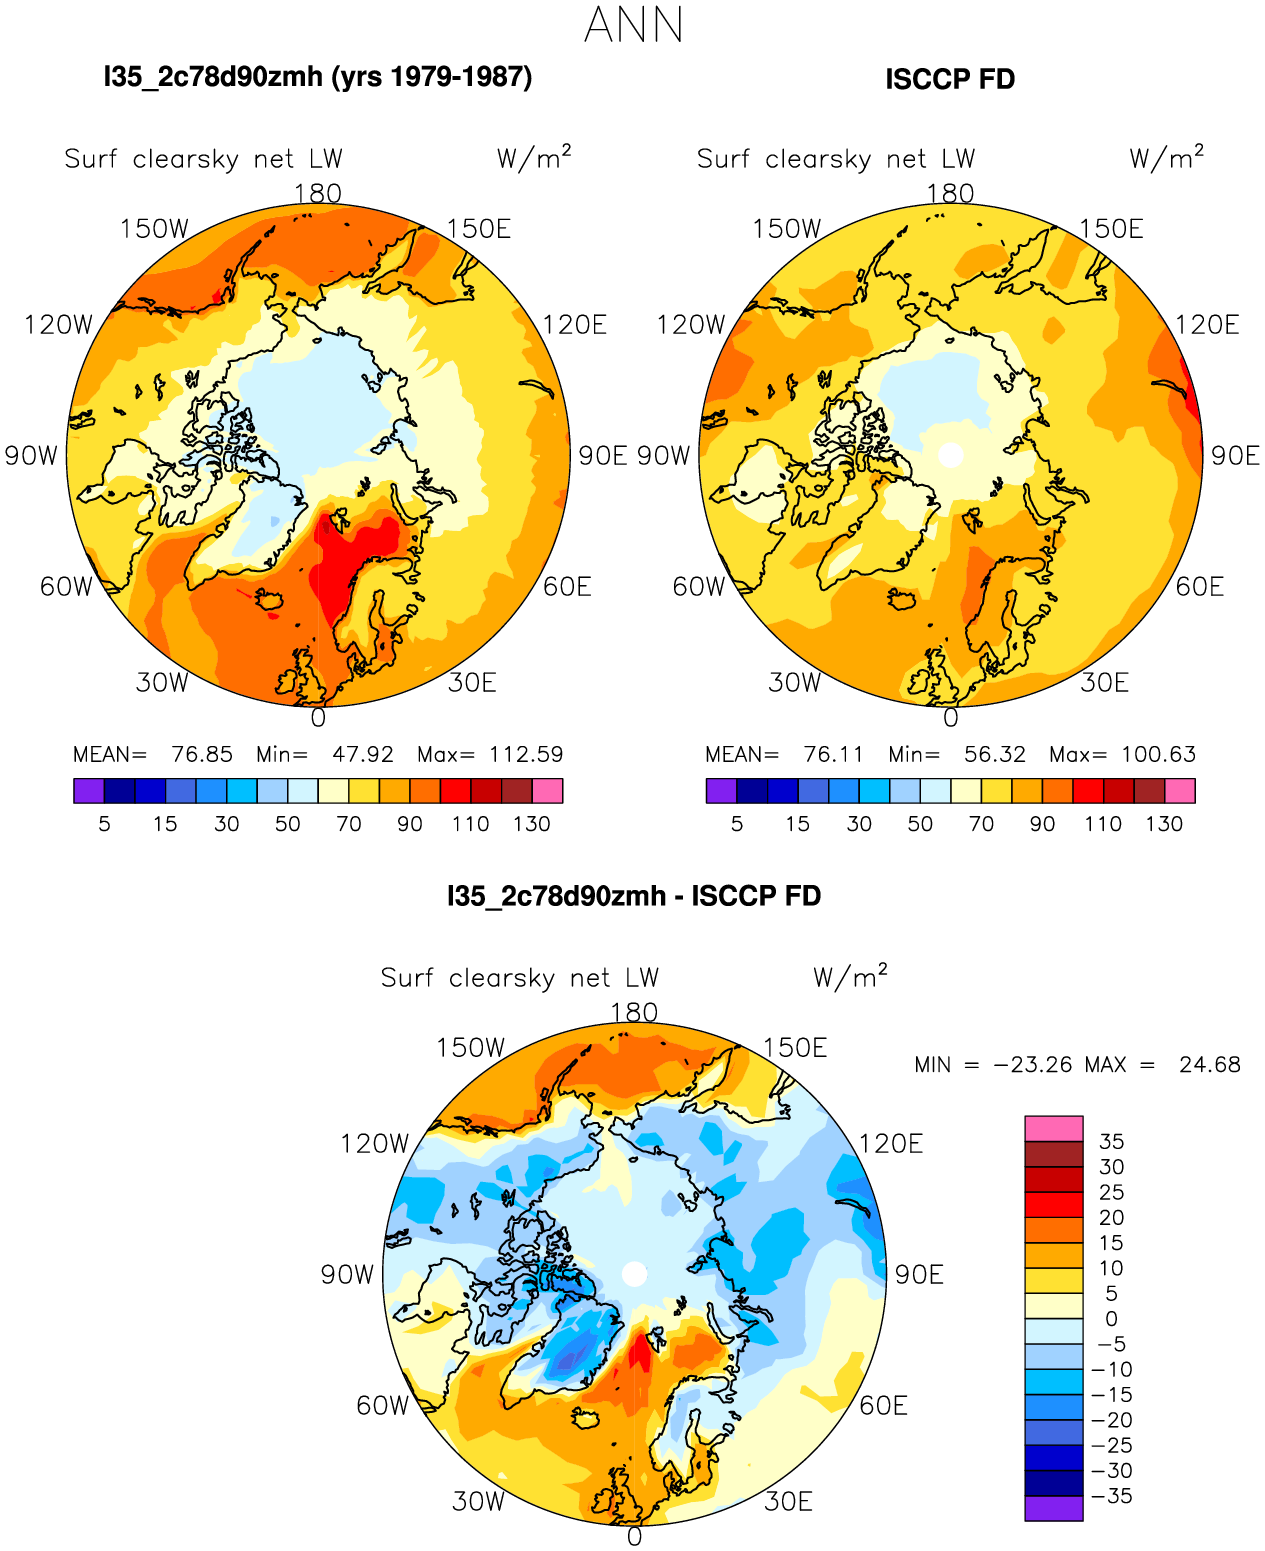 ANN
I35_2c78d90zmh (yrs 1979-1987)
ISCCP FD
Surf clearsky net LW W/m²
180
150W 150E
120W 120E
90W 90E
60W 60E
30W 30E
0
MEAN= 76.85 Min= 47.92 Max= 112.59
5 15 30 50 70 90 110 130
Surf clearsky net LW W/m²
180
150W 150E
120W 120E
90W 90E
60W 60E
30W 30E
0
MEAN= 76.11 Min= 56.32 Max= 100.63
5 15 30 50 70 90 110 130
I35_2c78d90zmh - ISCCP FD
Surf clearsky net LW W/m²
180
150W 150E
120W 120E
90W 90E
60W 60E
30W 30E
0
MIN = −23.26 MAX = 24.68
35
30
25
20
15
10
5
0
−5
−10
−15
−20
−25
−30
−35